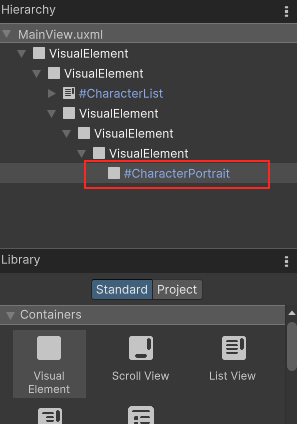 Hierarchy
MainView.uxml
VisualElement
VisualElement
#CharacterList
VisualElement
VisualElement
VisualElement
#CharacterPortrait
Library
Standard Project
Containers
Visual Element Scroll View List View